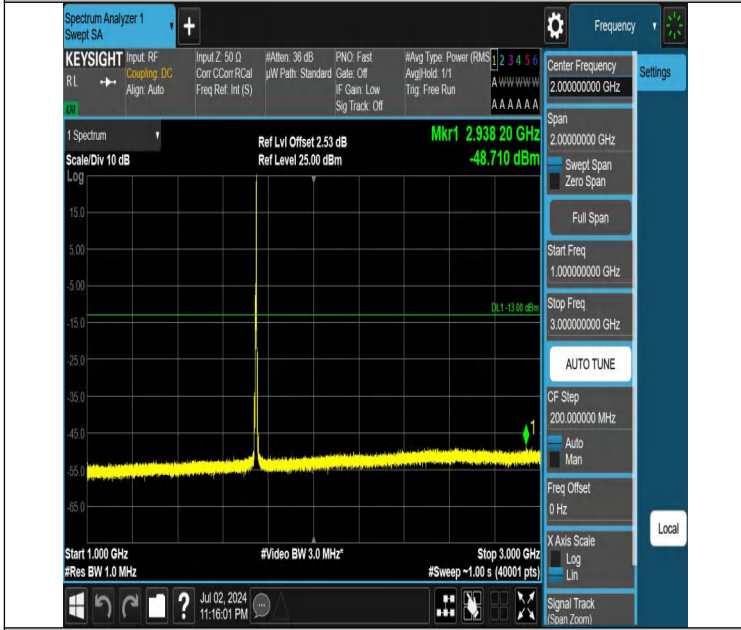 Spectrum Analyzer 1
Swept SA
Frequency
KEYSIGHT
RL
Input: RF
Coupling: DC
Align: Auto
Input Z: 50 Ω
Corr CCorr RCal
Freq Ref: Int (S)
#Atten: 36 dB
µW Path: Standard
PNO: Fast
Gate: Off
IF Gain: Low
Sig Track: Off
#Avg Type: Power (RMS
Avg|Hold: 1/1
Trig: Free Run
1 2 3 4 5 6
A W W W W W
A A A A A A
Settings
Center Frequency
2.000000000 GHz
Span
2.00000000 GHz
Swept Span
Zero Span
Full Span
Start Freq
1.000000000 GHz
Stop Freq
3.000000000 GHz
AUTO TUNE
CF Step
200.000000 MHz
Auto
Man
Freq Offset
0 Hz
X Axis Scale
Log
Lin
Signal Track
(Span Zoom)
Local
1 Spectrum
Scale/Div 10 dB
Log
Ref Lvl Offset 2.53 dB
Ref Level 25.00 dBm
Mkr1 2.938 20 GHz
-48.710 dBm
15.0
5.00
-5.00
-15.0
-25.0
-35.0
-45.0
-55.0
-65.0
DL1 -13.00 dBm
1
Start 1.000 GHz
#Res BW 1.0 MHz
#Video BW 3.0 MHz*
Stop 3.000 GHz
#Sweep ~1.00 s (40001 pts)
?
Jul 02, 2024
11:16:01 PM